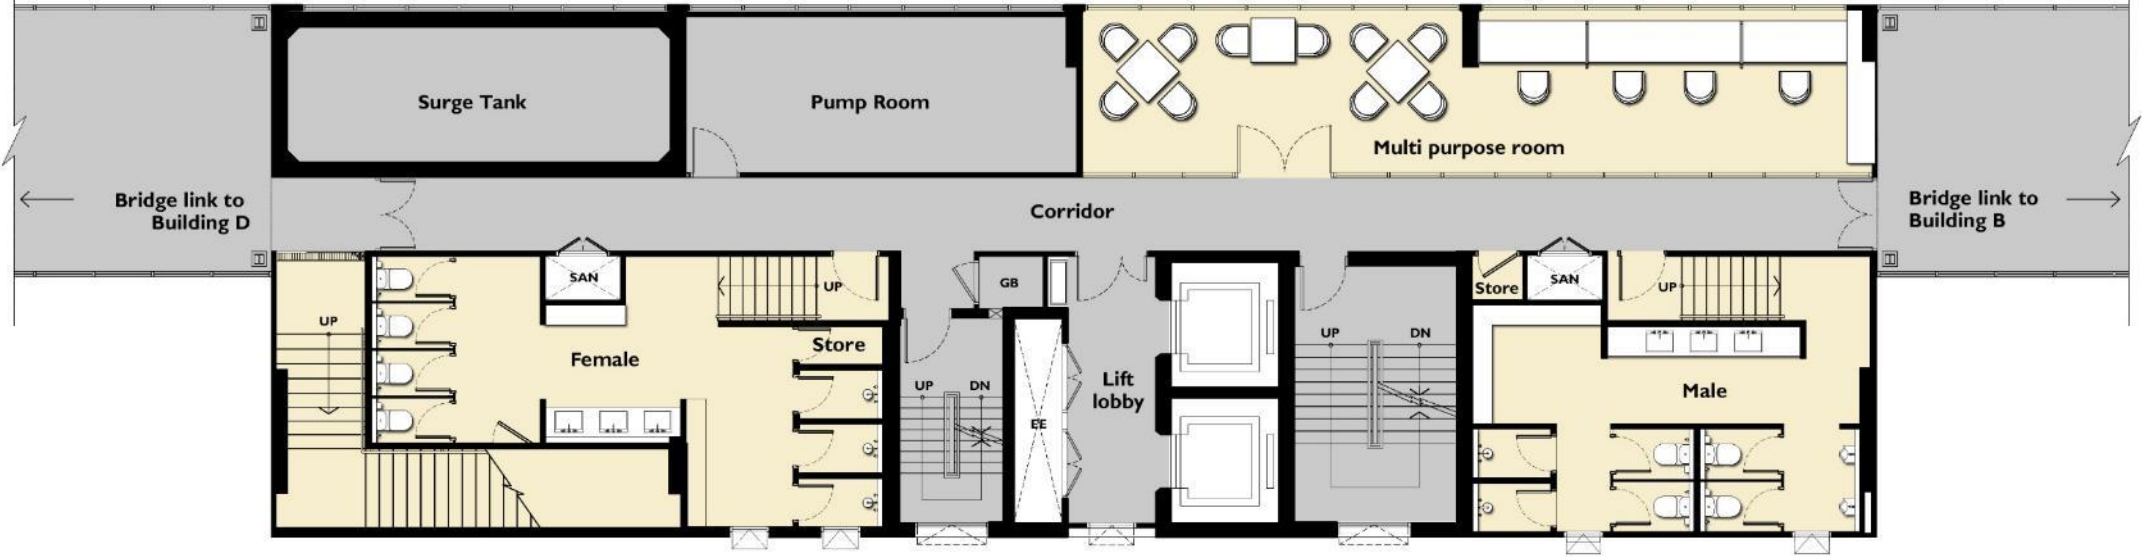 Surge Tank
Pump Room
Multi purpose room
Bridge link to
Building D
Corridor
Bridge link to
Building B
SAN
UP
GB
Store
SAN
UP
UP
Female
Store
UP
DN
EE
Lift
lobby
UP
DN
Male